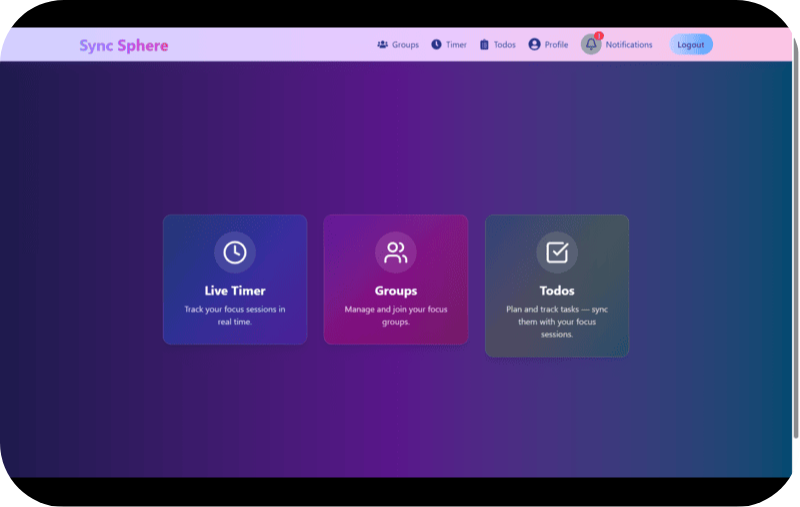 Sync Sphere
Groups Timer Todos Profile Notifications Logout
Live Timer
Track your focus sessions in
real time.
Groups
Manage and join your focus
groups.
Todos
Plan and track tasks — sync
them with your focus
sessions.